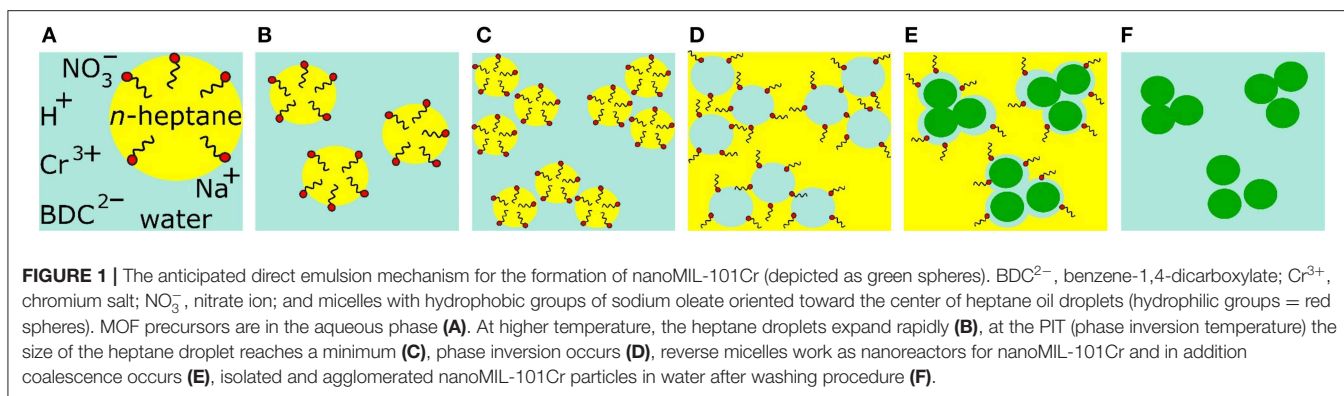 A B C D E F
NO₃⁻
H⁺
n-heptane
Cr³⁺
Na⁺
BDC²⁻ water
FIGURE 1 | The anticipated direct emulsion mechanism for the formation of nanoMIL-101Cr (depicted as green spheres). BDC²⁻, benzene-1,4-dicarboxylate; Cr³⁺,
chromium salt; NO₃⁻, nitrate ion; and micelles with hydrophobic groups of sodium oleate oriented toward the center of heptane oil droplets (hydrophilic groups = red
spheres). MOF precursors are in the aqueous phase (A). At higher temperature, the heptane droplets expand rapidly (B), at the PIT (phase inversion temperature) the
size of the heptane droplet reaches a minimum (C), phase inversion occurs (D), reverse micelles work as nanoreactors for nanoMIL-101Cr and in addition
coalescence occurs (E), isolated and agglomerated nanoMIL-101Cr particles in water after washing procedure (F).